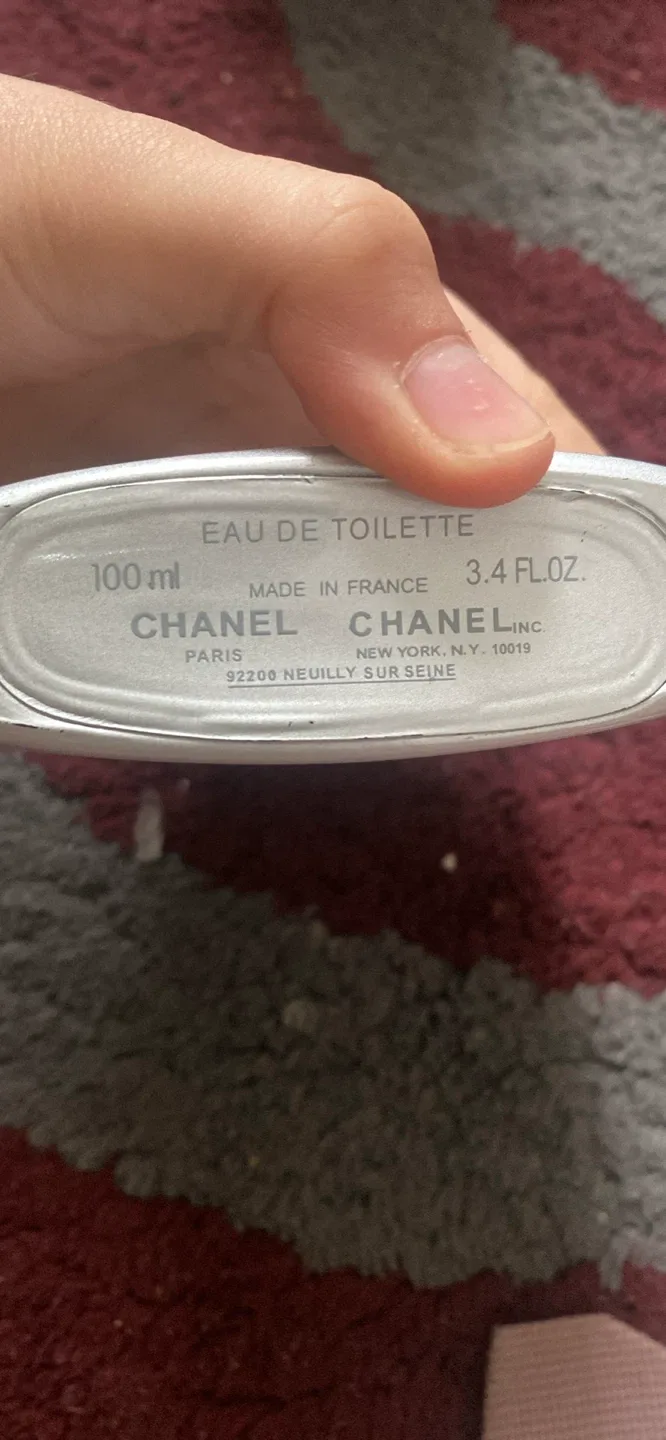 EAU DE TOILETTE
100 ml MADE IN FRANCE 3.4 FL.OZ.
CHANEL CHANEL INC.
PARIS NEW YORK, N.Y. 10019
92200 NEUILLY SUR SEINE